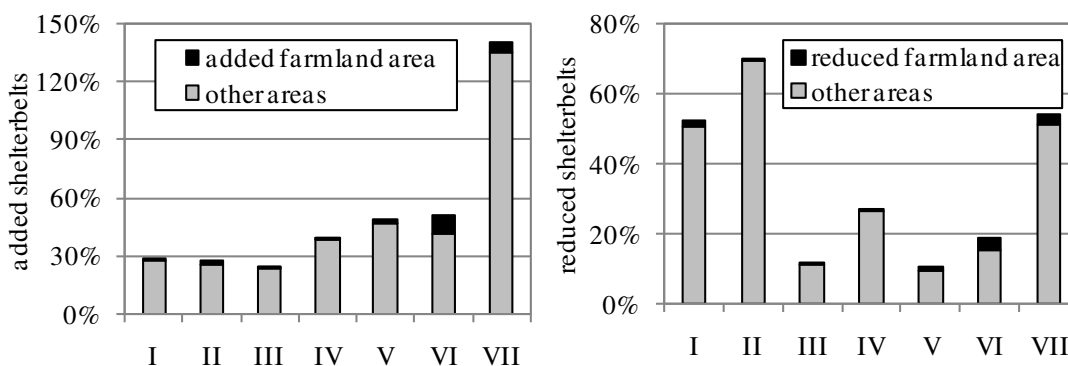 added shelterbelts
150%
120%
90%
60%
30%
0%
added farmland area
other areas
I II III IV V VI VII
reduced shelterbelts
80%
60%
40%
20%
0%
reduced farmland area
other areas
I II III IV V VI VII